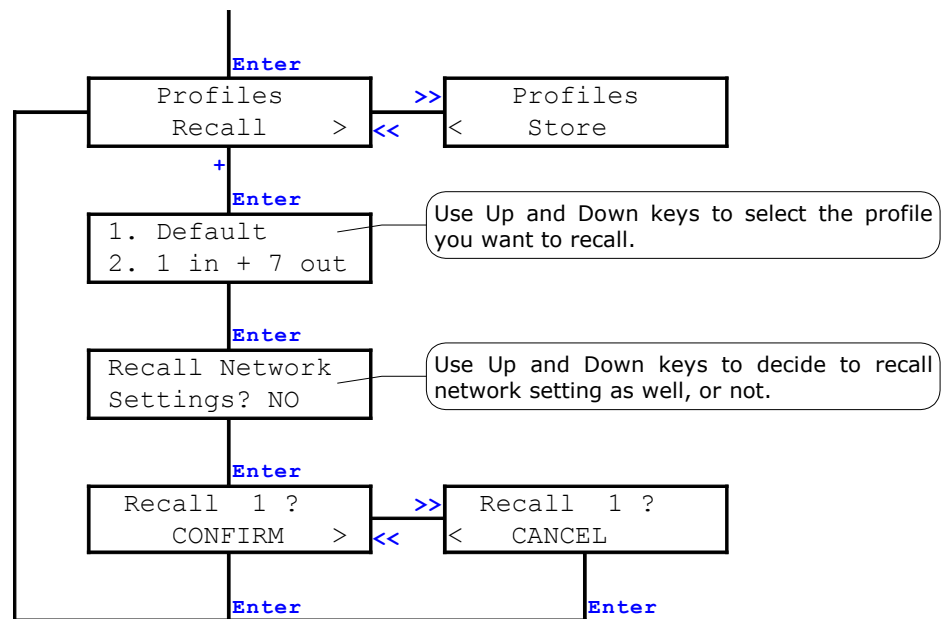 Enter
Profiles
Recall >
>>
<<
Profiles
< Store
+
Enter
1. Default
2. 1 in + 7 out
Use Up and Down keys to select the profile
you want to recall.
Enter
Recall Network
Settings? NO
Use Up and Down keys to decide to recall
network setting as well, or not.
Enter
Recall 1 ?
CONFIRM >
>>
<<
Recall 1 ?
< CANCEL
Enter
Enter